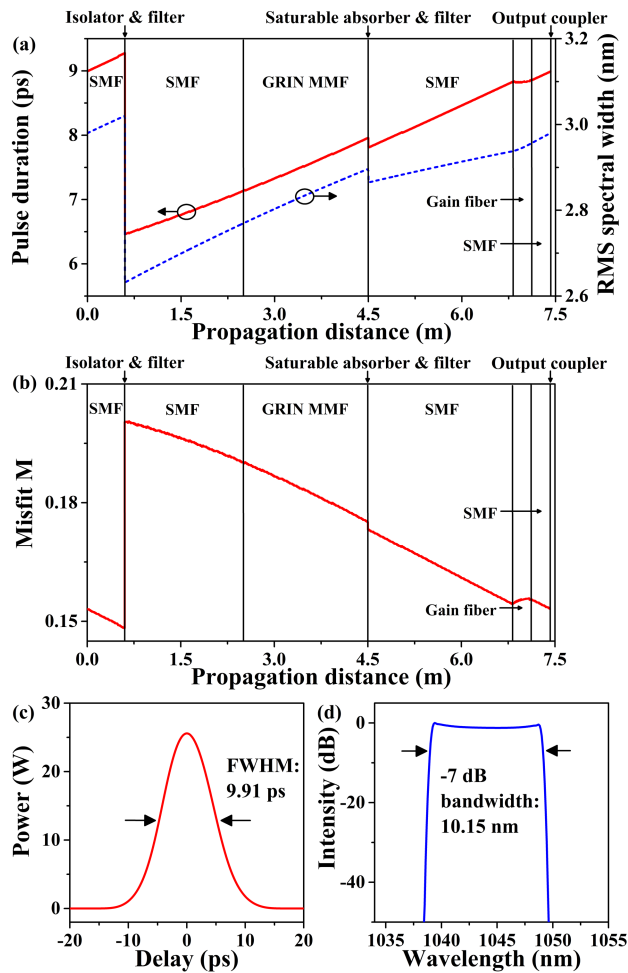 Isolator & filter Saturable absorber & filter Output coupler
(a)
SMF SMF GRIN MMF SMF
Gain fiber
SMF
9
8
7
6
Pulse duration (ps)
3.2
3.1
3.0
2.9
2.8
2.7
2.6
RMS spectral width (nm)
0.0 1.5 3.0 4.5 6.0 7.5
Propagation distance (m)
Isolator & filter Saturable absorber & filter Output coupler
(b)
SMF SMF GRIN MMF SMF
SMF
Gain fiber
0.21
0.18
0.15
Misfit M
0.0 1.5 3.0 4.5 6.0 7.5
Propagation distance (m)
(c)
30
20
10
0
Power (W)
FWHM:
9.91 ps
-20 -10 0 10 20
Delay (ps)
(d)
0
-20
-40
Intensity (dB)
-7 dB
bandwidth:
10.15 nm
1035 1040 1045 1050 1055
Wavelength (nm)